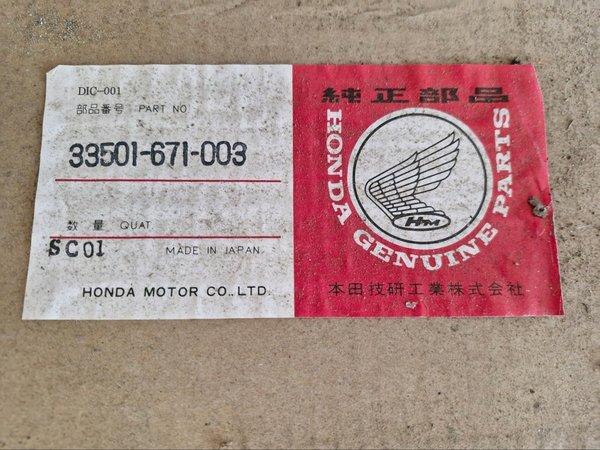 DIC-001
部品番号 PART NO
33501-671-003
数量 QUAT
SC01
MADE IN JAPAN
HONDA MOTOR CO., LTD.
純正部品
HONDA GENUINE PARTS
HM
本田技研工業株式会社